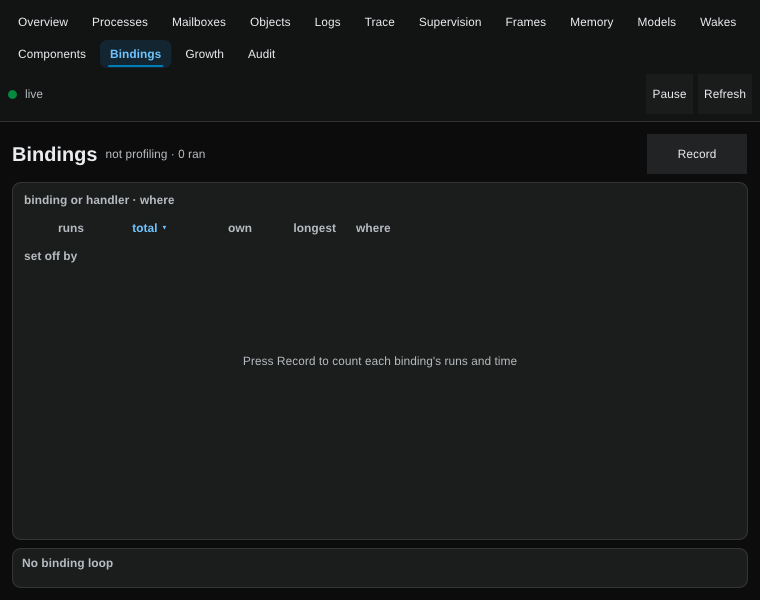 Overview Processes Mailboxes Objects Logs Trace Supervision Frames Memory Models Wakes
Components Bindings Growth Audit
live Pause Refresh
Bindings not profiling · 0 ran Record
binding or handler · where
runs total ▾ own longest where
set off by
Press Record to count each binding's runs and time
No binding loop